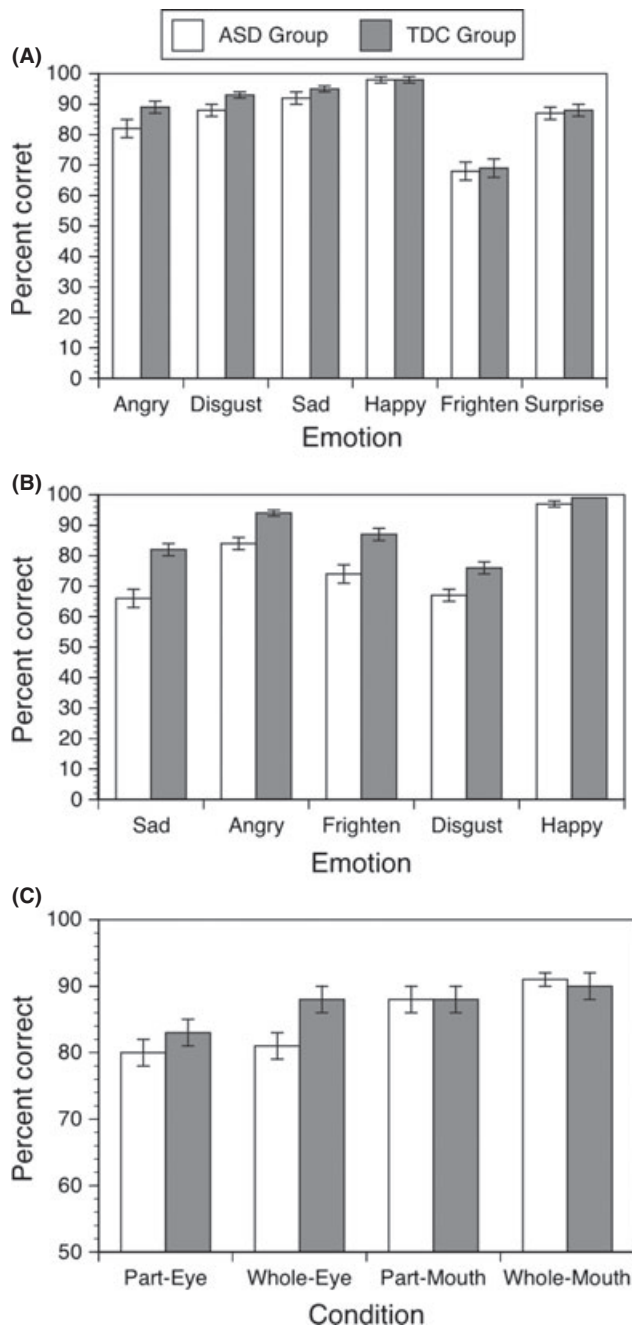 ASD Group TDC Group
(A)
100
90
80
70
60
50
40
30
20
10
0
Percent corret
Angry Disgust Sad Happy Frighten Surprise
Emotion
(B)
100
90
80
70
60
50
40
30
20
10
0
Percent correct
Sad Angry Frighten Disgust Happy
Emotion
(C)
100
90
80
70
60
50
Percent correct
Part-Eye Whole-Eye Part-Mouth Whole-Mouth
Condition